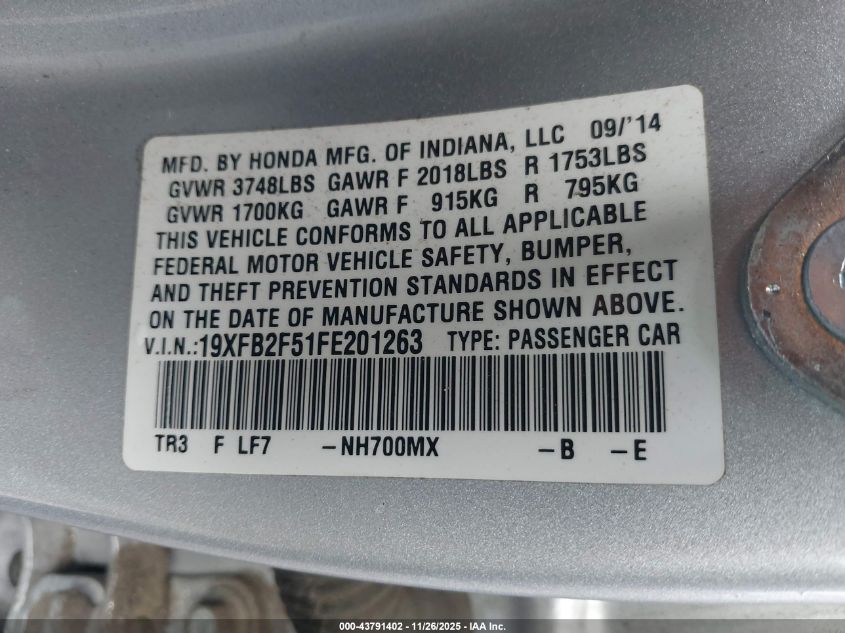 MFD. BY HONDA MFG. OF INDIANA, LLC 09/'14
GVWR 3748LBS GAWR F 2018LBS R 1753LBS
GVWR 1700KG GAWR F 915KG R 795KG
THIS VEHICLE CONFORMS TO ALL APPLICABLE
FEDERAL MOTOR VEHICLE SAFETY, BUMPER,
AND THEFT PREVENTION STANDARDS IN EFFECT
ON THE DATE OF MANUFACTURE SHOWN ABOVE.
V.I.N.:19XFB2F51FE201263 TYPE: PASSENGER CAR
TR3 F LF7 -NH700MX -B -E
000-43791402 - 11/26/2025 - IAA Inc.